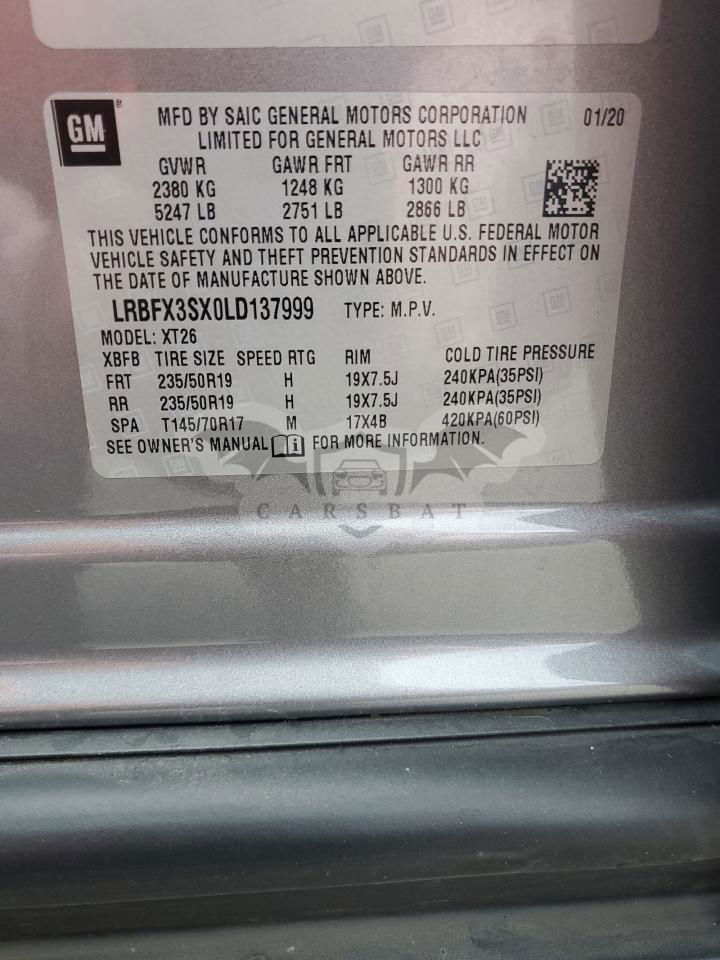 GM
MFD BY SAIC GENERAL MOTORS CORPORATION 01/20
LIMITED FOR GENERAL MOTORS LLC
GVWR GAWR FRT GAWR RR
2380 KG 1248 KG 1300 KG
5247 LB 2751 LB 2866 LB
THIS VEHICLE CONFORMS TO ALL APPLICABLE U.S. FEDERAL MOTOR
VEHICLE SAFETY AND THEFT PREVENTION STANDARDS IN EFFECT ON
THE DATE OF MANUFACTURE SHOWN ABOVE.
LRBFX3SX0LD137999 TYPE: M.P.V.
MODEL: XT26
XBFB TIRE SIZE SPEED RTG RIM COLD TIRE PRESSURE
FRT 235/50R19 H 19X7.5J 240KPA(35PSI)
RR 235/50R19 H 19X7.5J 240KPA(35PSI)
SPA T145/70R17 M 17X4B 420KPA(60PSI)
SEE OWNER'S MANUAL FOR MORE INFORMATION.
CARSBAT